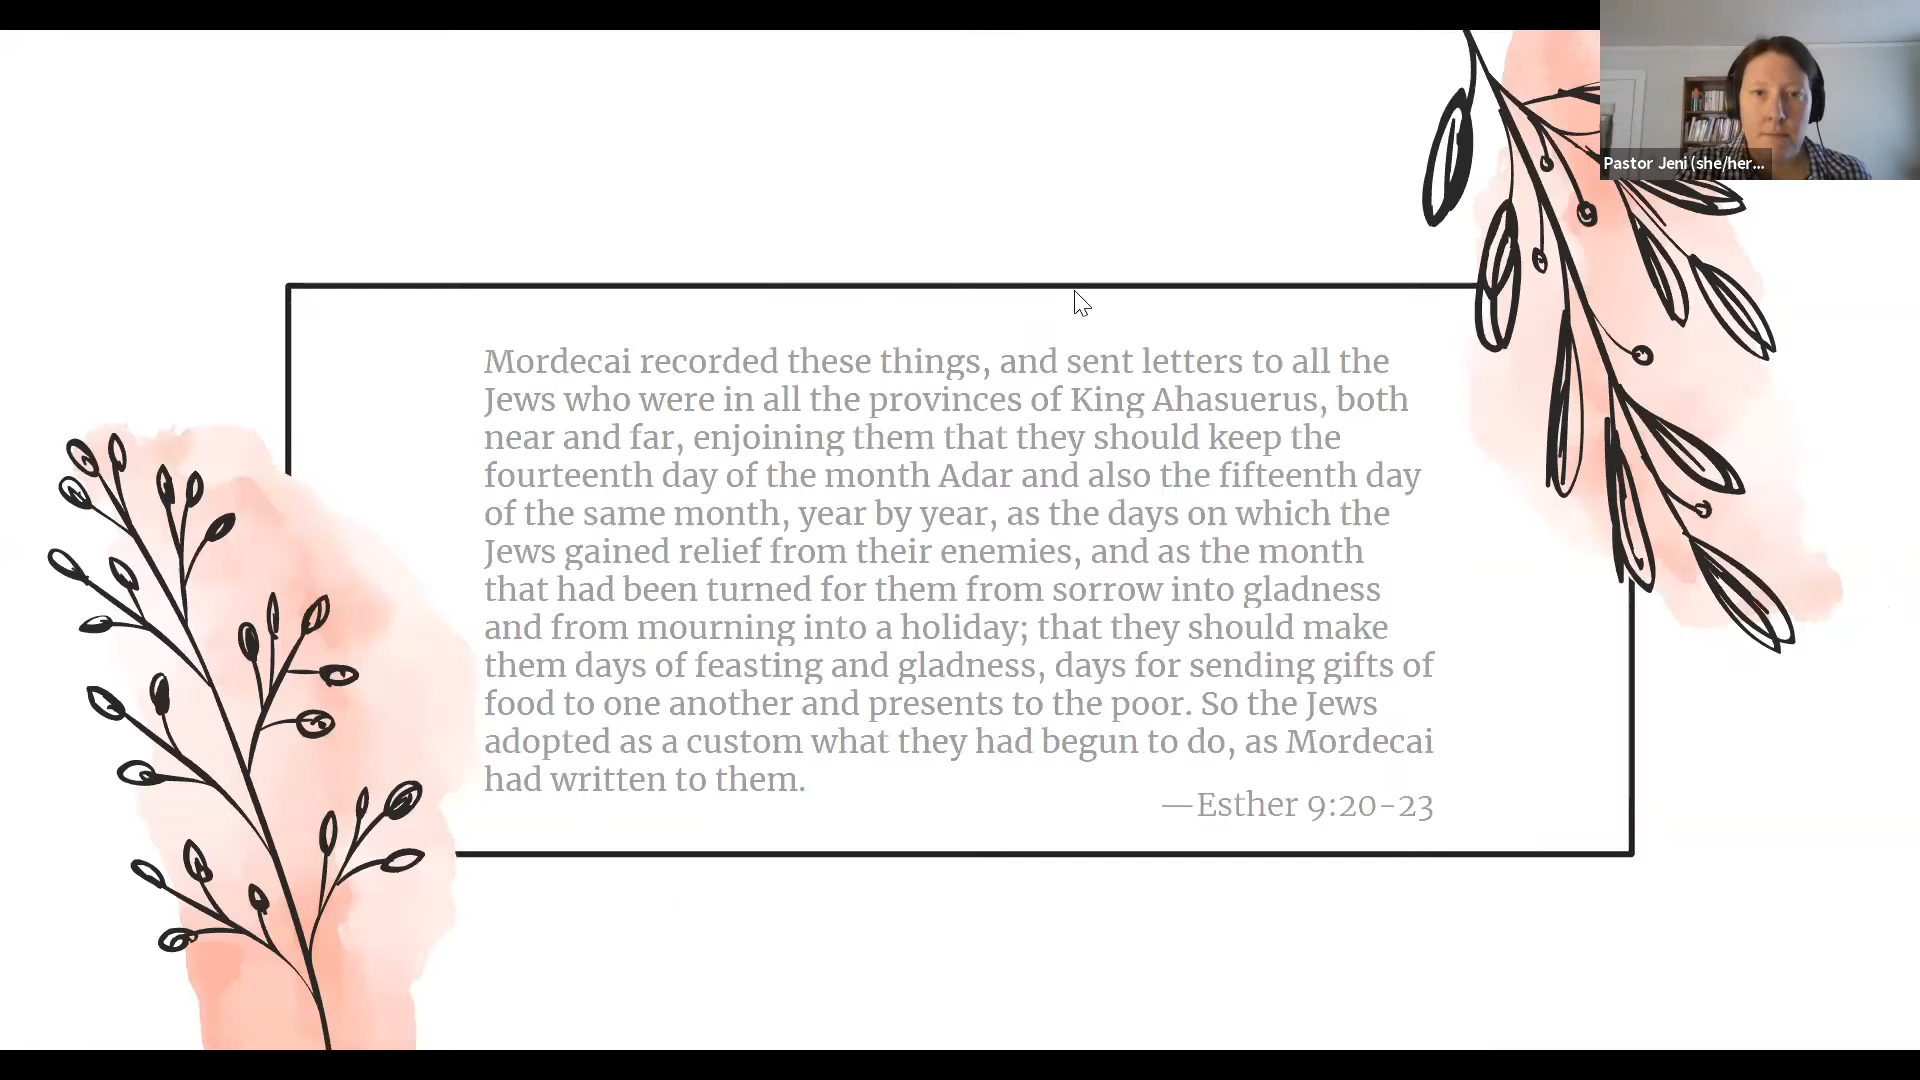 Pastor Jeni (she/her...
Mordecai recorded these things, and sent letters to all the
Jews who were in all the provinces of King Ahasuerus, both
near and far, enjoining them that they should keep the
fourteenth day of the month Adar and also the fifteenth day
of the same month, year by year, as the days on which the
Jews gained relief from their enemies, and as the month
that had been turned for them from sorrow into gladness
and from mourning into a holiday; that they should make
them days of feasting and gladness, days for sending gifts of
food to one another and presents to the poor. So the Jews
adopted as a custom what they had begun to do, as Mordecai
had written to them.
—Esther 9:20-23